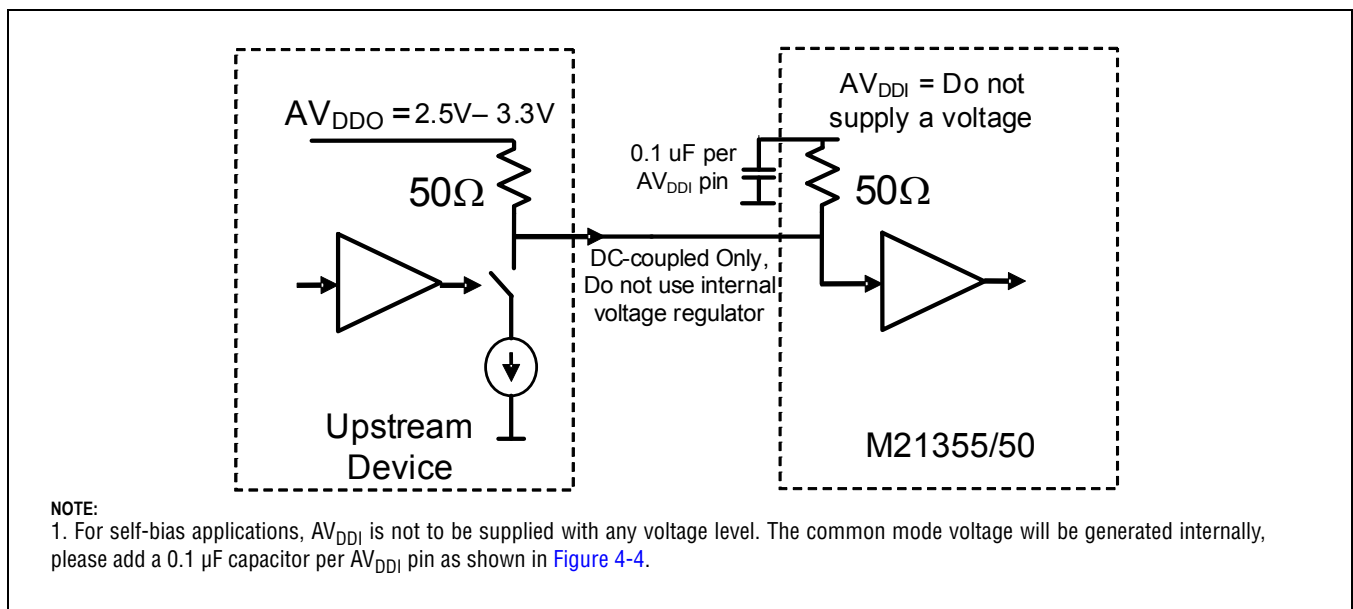 AVDDO = 2.5V– 3.3V
50Ω
Upstream
Device
0.1 uF per
AVDDI pin
DC-coupled Only,
Do not use internal
voltage regulator
AVDDI = Do not
supply a voltage
50Ω
M21355/50
NOTE:
1. For self-bias applications, AVDDI is not to be supplied with any voltage level. The common mode voltage will be generated internally,
please add a 0.1 µF capacitor per AVDDI pin as shown in Figure 4-4.